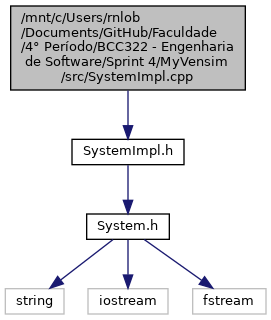 /mnt/c/Users/rnlob
/Documents/GitHub/Faculdade
/4° Período/BCC322 - Engenharia
de Software/Sprint 4/MyVensim
/src/SystemImpl.cpp
SystemImpl.h
System.h
string
iostream
fstream